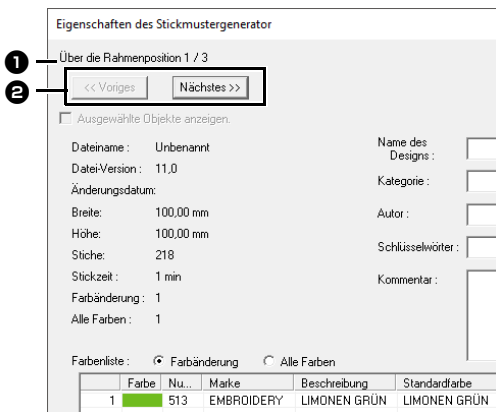 Eigenschaften des Stickmustergenerator
1 Über die Rahmenposition 1 / 3
2 << Voriges Nächstes >>
Ausgewählte Objekte anzeigen.
Dateiname : Unbenannt
Name des Designs :
Datei-Version : 11,0
Kategorie :
Änderungsdatum:
Breite: 100,00 mm
Autor :
Höhe: 100,00 mm
Stiche: 218
Schlüsselwörter :
Stickzeit : 1 min
Kommentar :
Farbänderung : 1
Alle Farben : 1
Farbenliste : Farbänderung Alle Farben
Farbe Nu... Marke Beschreibung Standardfarbe
1 513 EMBROIDERY LIMONEN GRÜN LIMONEN GRÜN